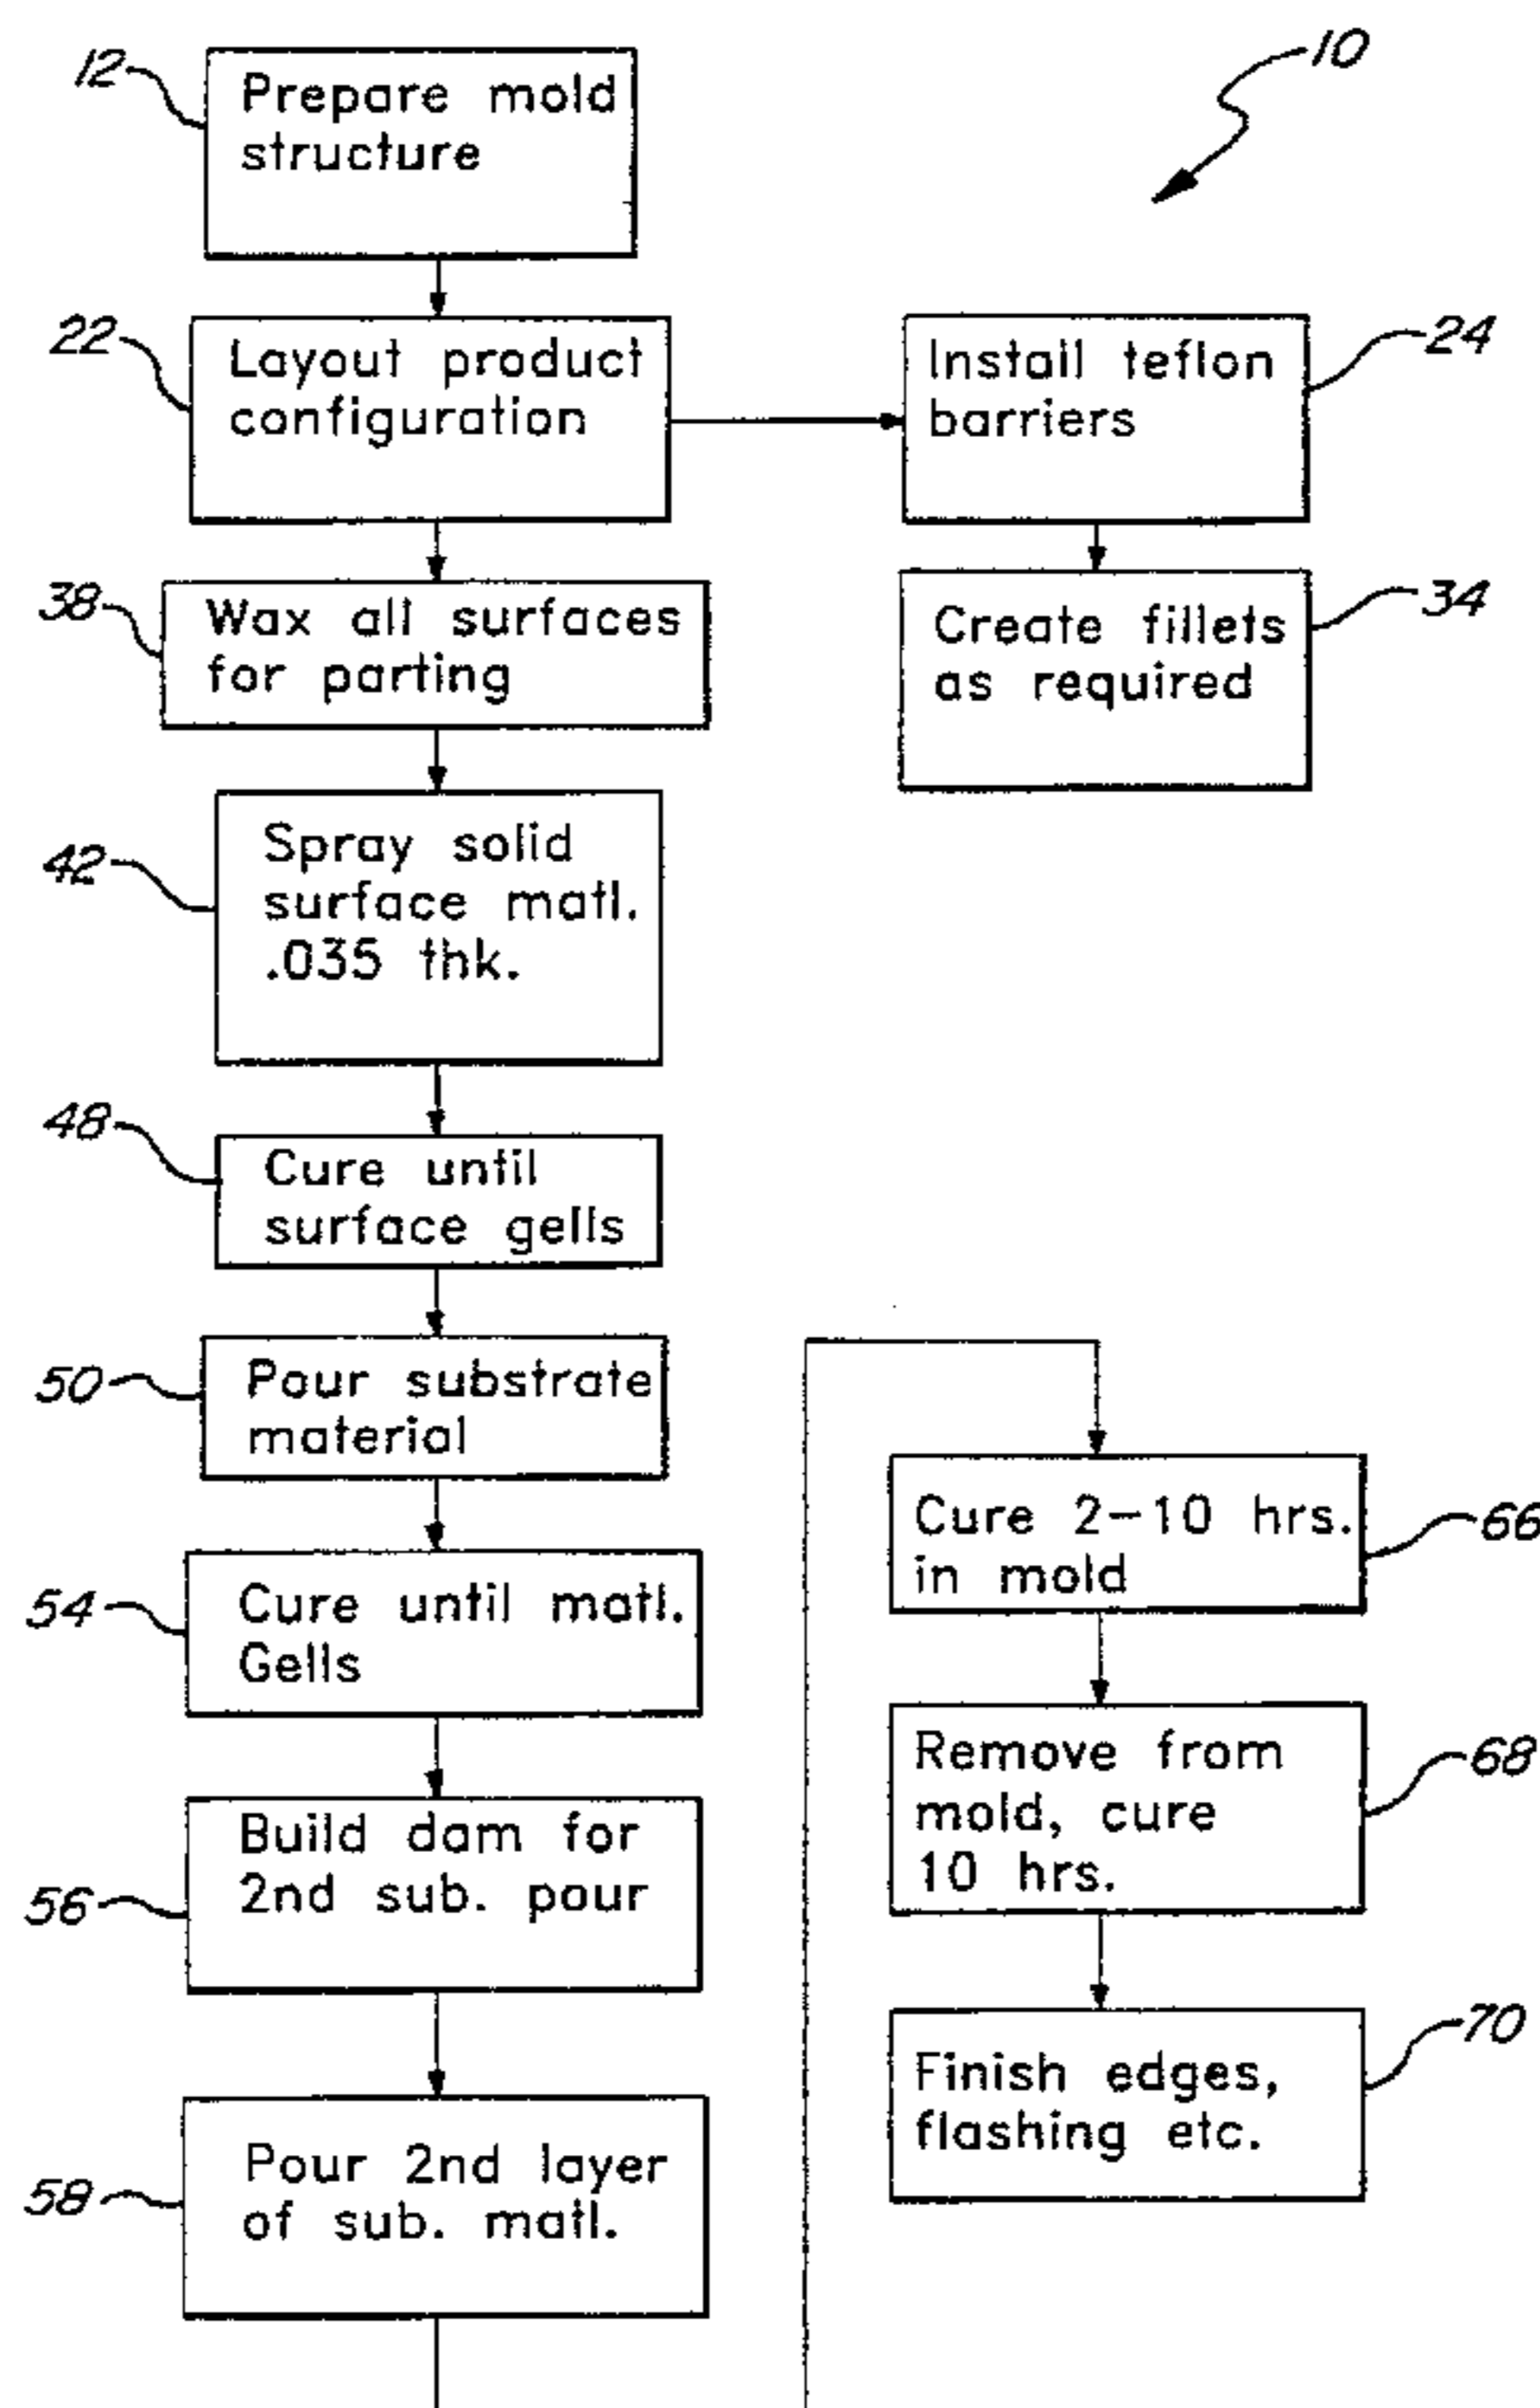 10
12
Prepare mold
structure
22
Layout product
configuration
24
Install teflon
barriers
34
Create fillets
as required
38
Wax all surfaces
for parting
42
Spray solid
surface matl.
.035 thk.
48
Cure until
surface gells
50
Pour substrate
material
54
Cure until matl.
Gells
56
Build dam for
2nd sub. pour
58
Pour 2nd layer
of sub. matl.
66
Cure 2-10 hrs.
in mold
68
Remove from
mold, cure
10 hrs.
70
Finish edges,
flashing etc.